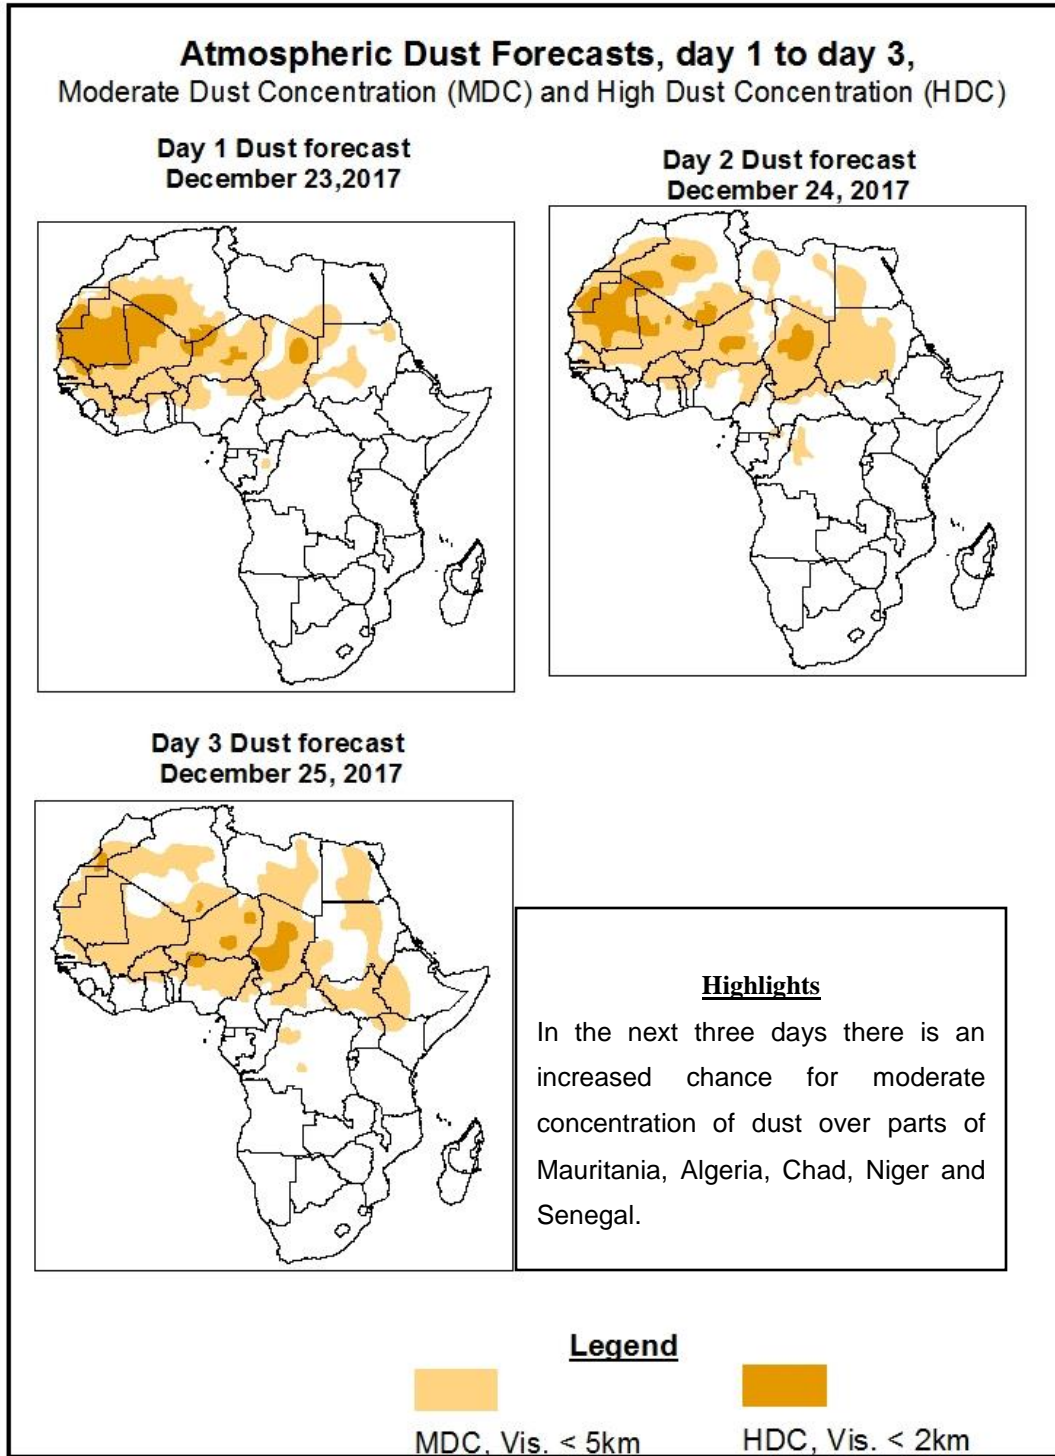 Atmospheric Dust Forecasts, day 1 to day 3,
Moderate Dust Concentration (MDC) and High Dust Concentration (HDC)
Day 1 Dust forecast
December 23,2017
Day 2 Dust forecast
December 24, 2017
Day 3 Dust forecast
December 25, 2017
Highlights
In the next three days there is an
increased chance for moderate
concentration of dust over parts of
Mauritania, Algeria, Chad, Niger and
Senegal.
Legend
MDC, Vis. < 5km
HDC, Vis. < 2km